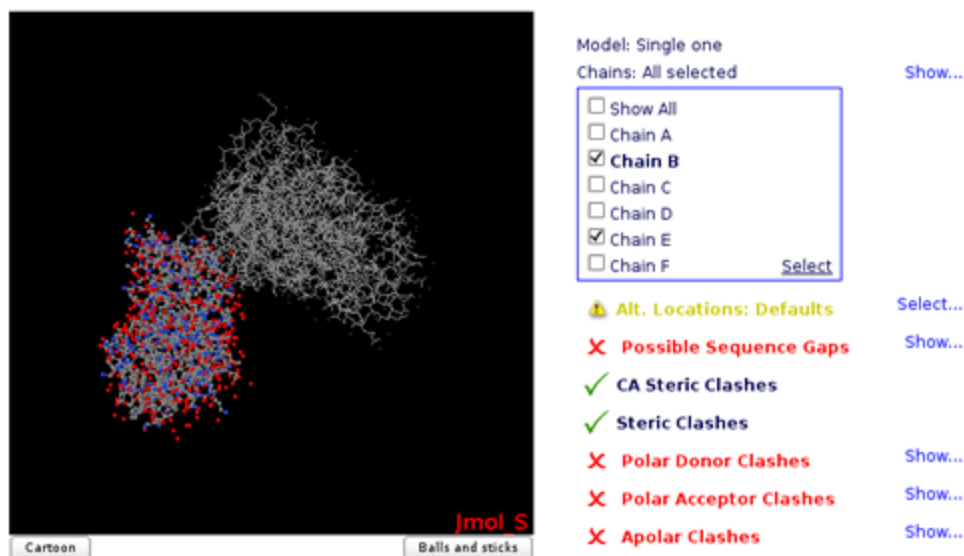 Model: Single one
Chains: All selected Show...
Show All
Chain A
Chain B
Chain C
Chain D
Chain E
Chain F Select
Alt. Locations: Defaults Select...
Possible Sequence Gaps Show...
CA Steric Clashes
Steric Clashes
Polar Donor Clashes Show...
Polar Acceptor Clashes Show...
Apolar Clashes Show...
Jmol_S
Cartoon Balls and sticks